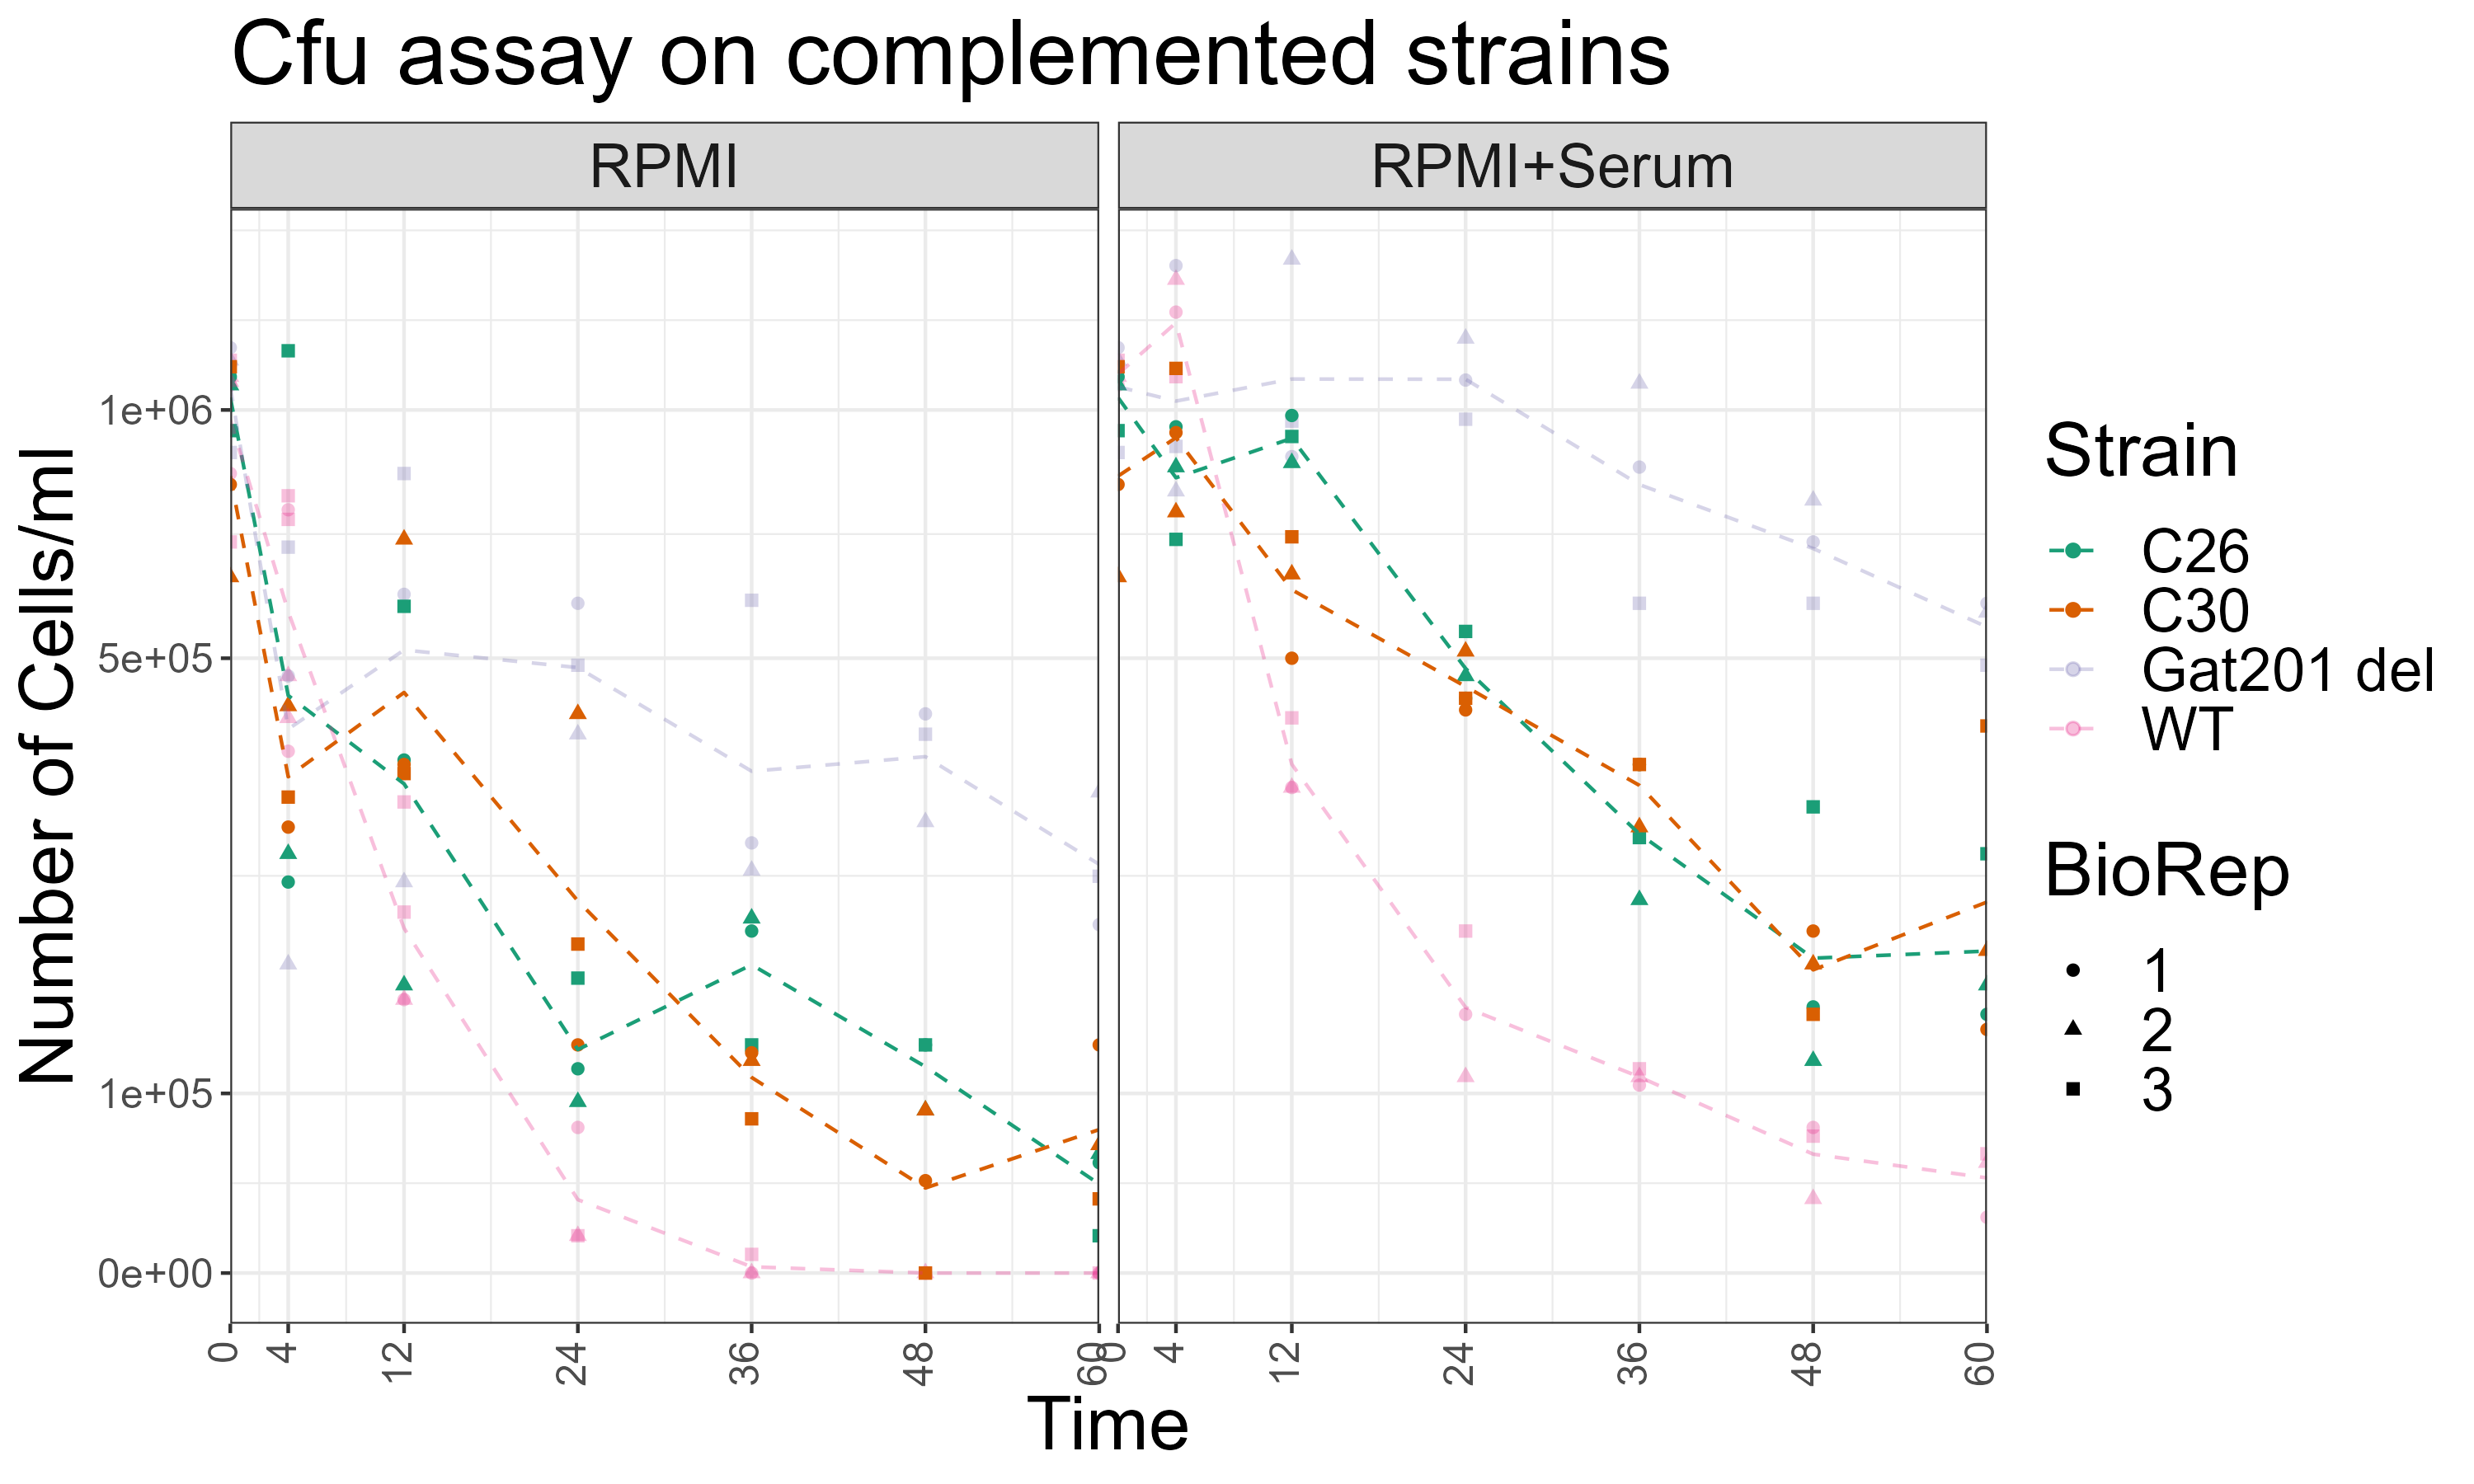 Cfu assay on complemented strains
RPMI
RPMI+Serum
Number of Cells/ml
1e+06
5e+05
1e+05
0e+00
0 4 12 24 36 48 60
0 4 12 24 36 48 60
Time
Strain
C26
C30
Gat201 del
WT
BioRep
1
2
3